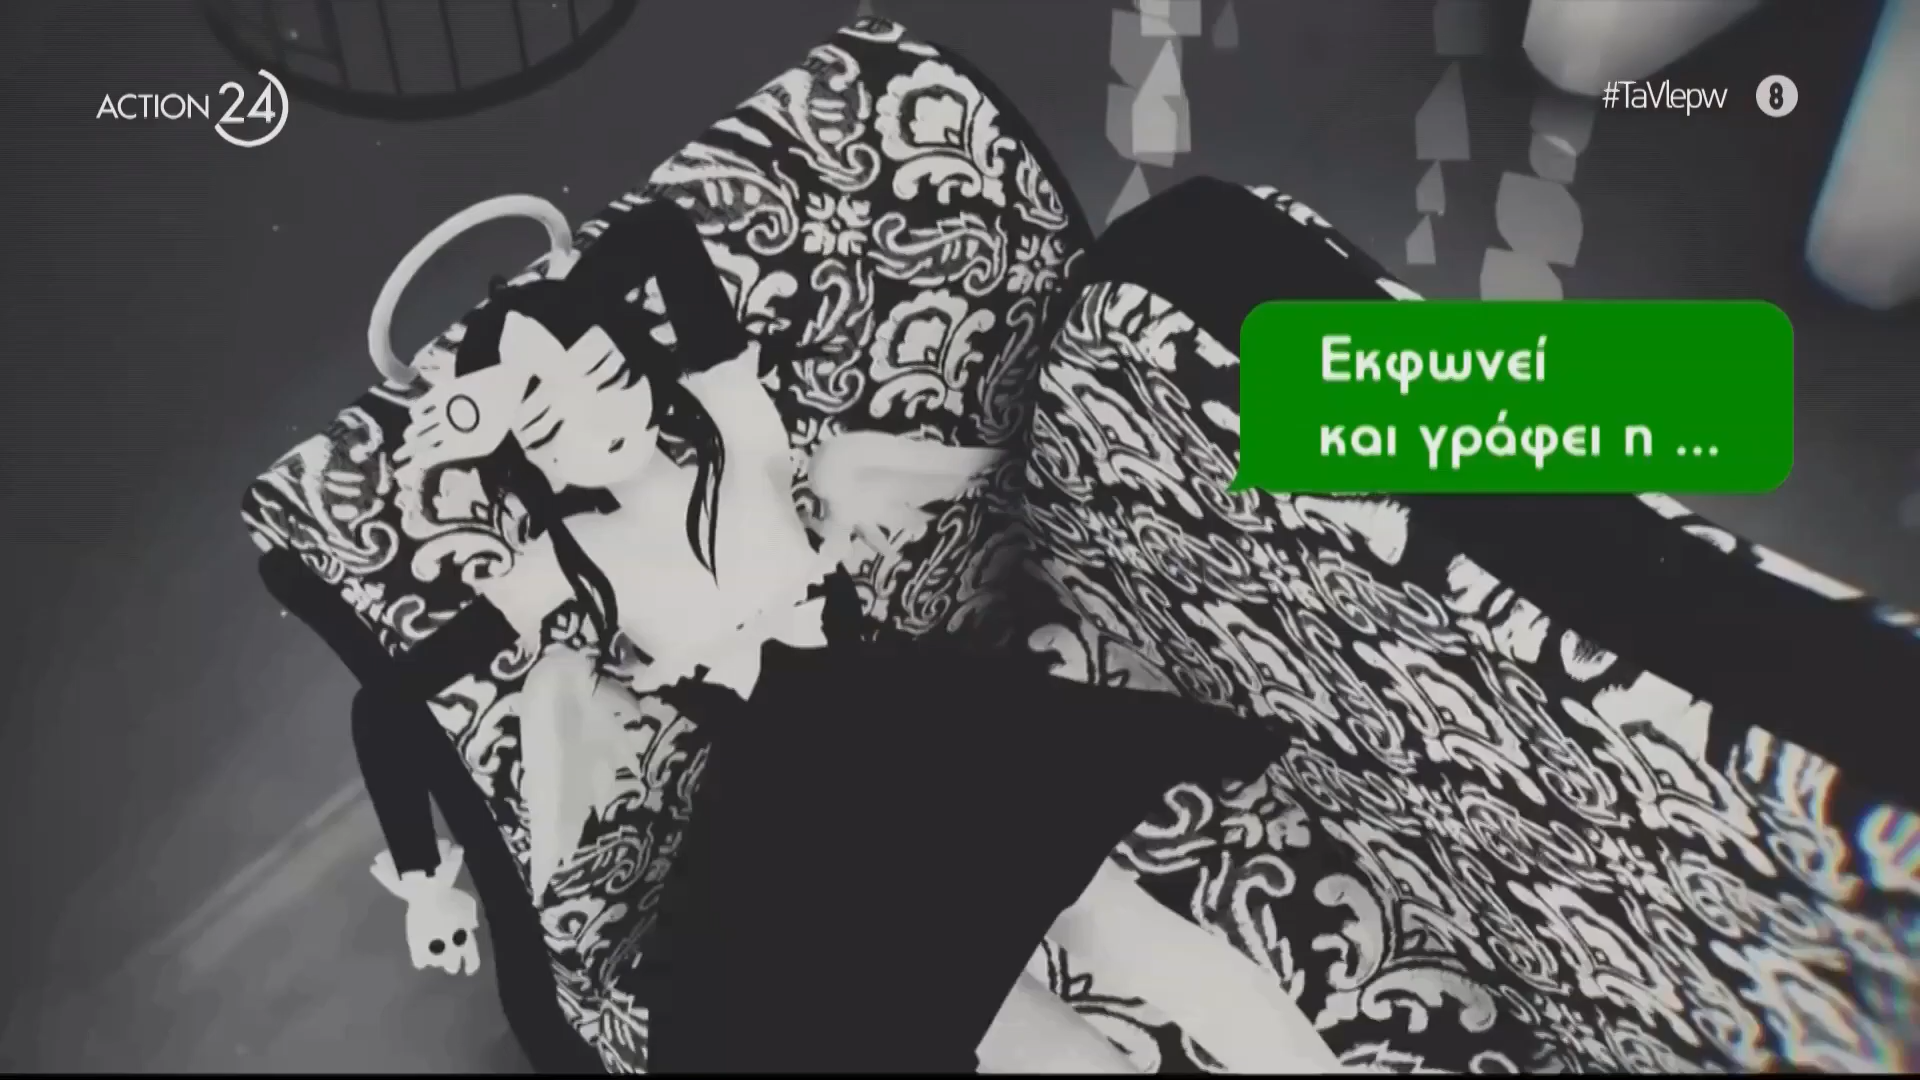 ACTION 24
#TaVlepw 8
Εκφωνεί
και γράφει η ...